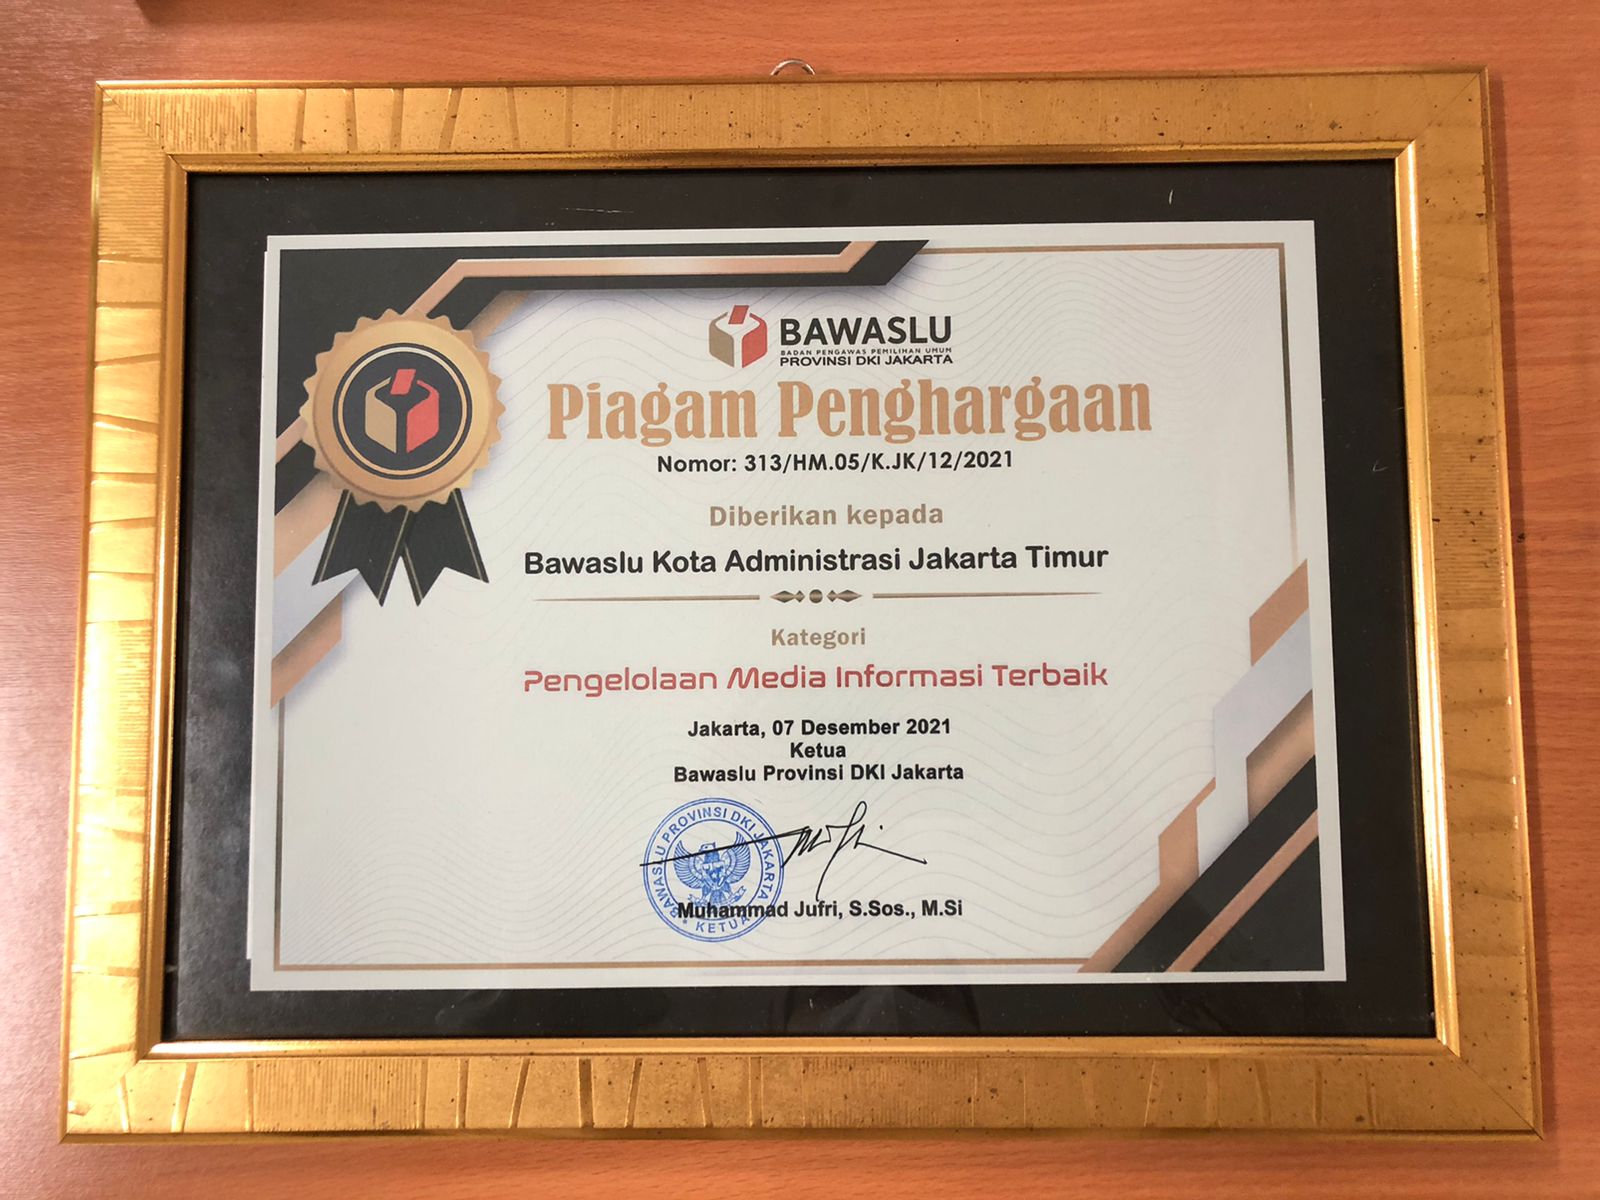 BAWASLU
BADAN PENGAWAS PEMILIHAN UMUM
PROVINSI DKI JAKARTA
Piagam Penghargaan
Nomor: 313/HM.05/K.JK/12/2021
Diberikan kepada
Bawaslu Kota Administrasi Jakarta Timur
Kategori
Pengelolaan Media Informasi Terbaik
Jakarta, 07 Desember 2021
Ketua
Bawaslu Provinsi DKI Jakarta
BAWASLU PROVINSI DKI JAKARTA
KETUA
Muhammad Jufri, S.Sos., M.Si